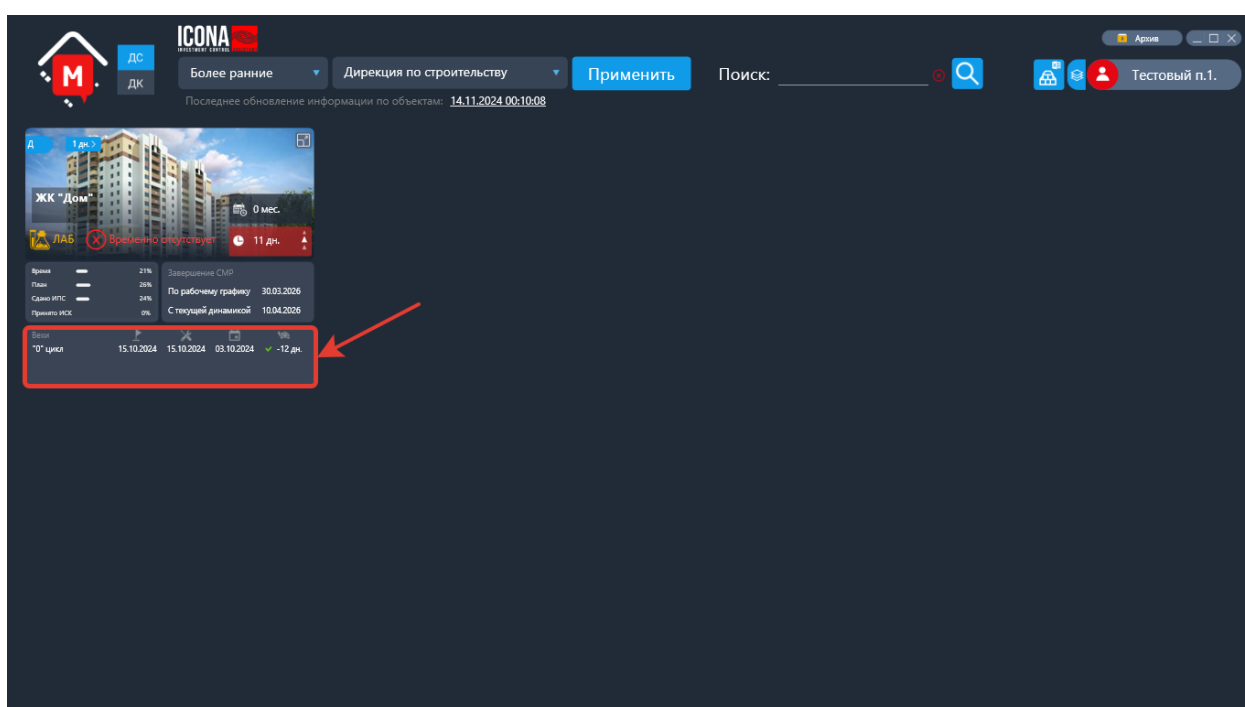 ICONA
INVESTMENT CONTROL
Архив
ДС
ДК
М
Более ранние
Дирекция по строительству
Применить
Поиск:
Тестовый п.1.
Последнее обновление информации по объектам: 14.11.2024 00:10:08
Д 1 дн. >
ЖК "Дом"
0 мес.
ЛАБ X Временно отсутствует 11 дн.
Время 21%
План 26%
Сдано ИПС 24%
Принято ИСК 0%
Завершение СМР
По рабочему графику 30.03.2026
С текущей динамикой 10.04.2026
Вехи
"0" цикл 15.10.2024 15.10.2024 03.10.2024 -12 дн.